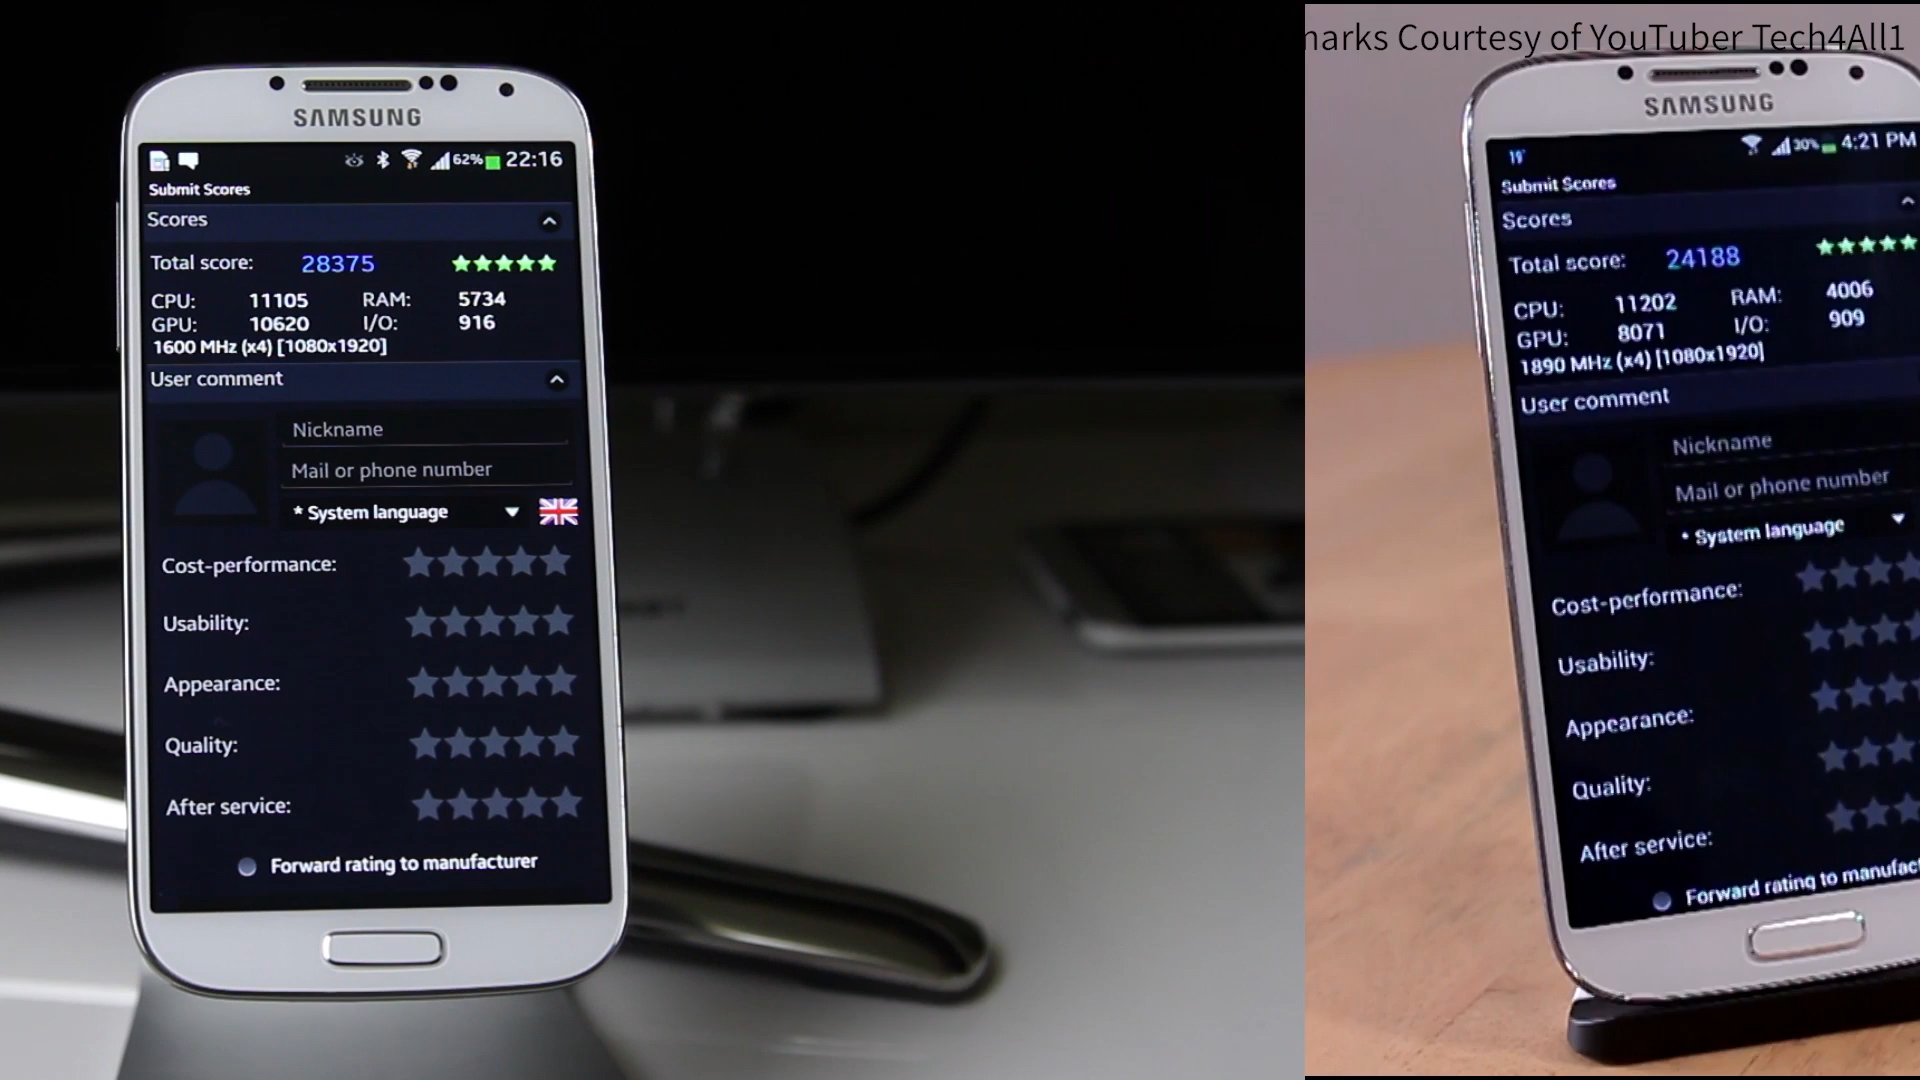 SAMSUNG
62% 22:16
Submit Scores
Scores
Total score: 28375
CPU: 11105 RAM: 5734
GPU: 10620 I/O: 916
1600 MHz (x4) [1080x1920]
User comment
Nickname
Mail or phone number
* System language
Cost-performance:
Usability:
Appearance:
Quality:
After service:
Forward rating to manufacturer
narks Courtesy of YouTuber Tech4All1
SAMSUNG
19° 30% 4:21 PM
Submit Scores
Scores
Total score: 24188
CPU: 11202 RAM: 4006
GPU: 8071 I/O: 909
1890 MHz (x4) [1080x1920]
User comment
Nickname
Mail or phone number
* System language
Cost-performance:
Usability:
Appearance:
Quality:
After service:
Forward rating to manufact